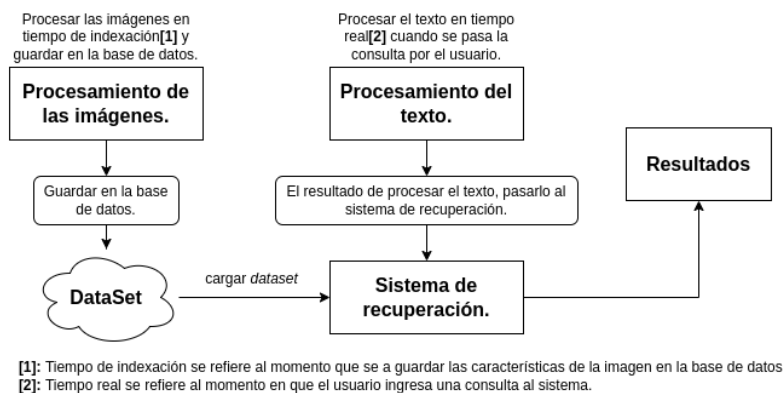 Procesar las imágenes en
tiempo de indexación[1] y
guardar en la base de datos.
Procesamiento de
las imágenes.
Guardar en la base
de datos.
DataSet
cargar dataset
Procesar el texto en tiempo
real[2] cuando se pasa la
consulta por el usuario.
Procesamiento del
texto.
El resultado de procesar el texto, pasarlo al
sistema de recuperación.
Sistema de
recuperación.
Resultados
[1]: Tiempo de indexación se refiere al momento que se a guardar las características de la imagen en la base de datos
[2]: Tiempo real se refiere al momento en que el usuario ingresa una consulta al sistema.